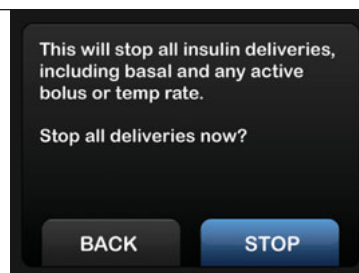 This will stop all insulin deliveries,
including basal and any active
bolus or temp rate.
Stop all deliveries now?
BACK
STOP